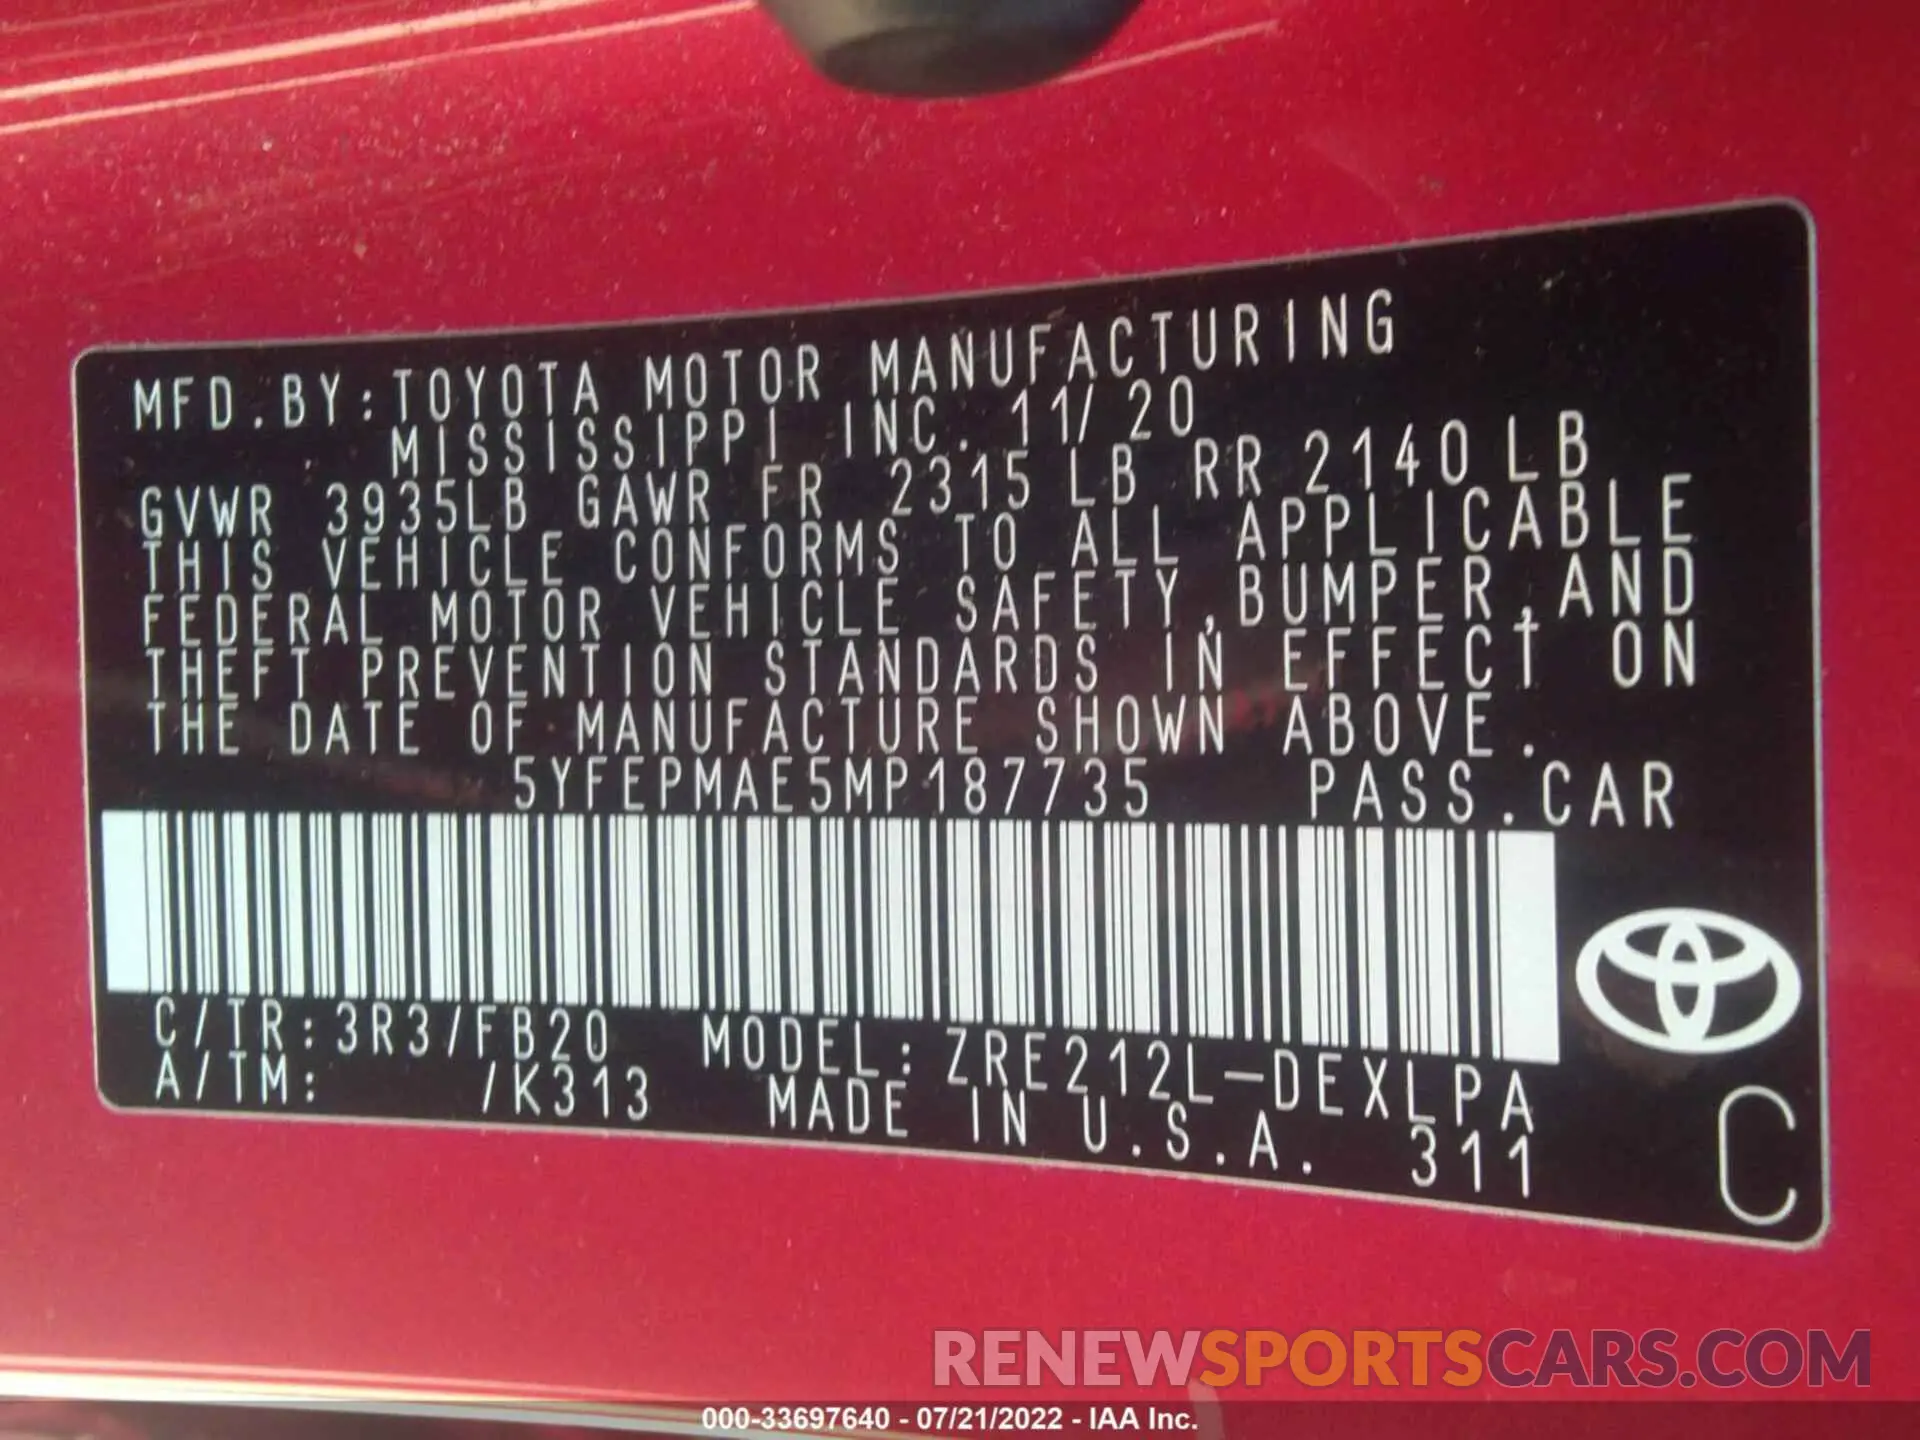 MFD.BY:TOYOTA MOTOR MANUFACTURING
MISSISSIPPI INC. 11/20
GVWR 3935LB GAWR FR 2315 LB RR 2140 LB
THIS VEHICLE CONFORMS TO ALL APPLICABLE
FEDERAL MOTOR VEHICLE SAFETY,BUMPER,AND
THEFT PREVENTION STANDARDS IN EFFECT ON
THE DATE OF MANUFACTURE SHOWN ABOVE.
5YFEPMAE5MP187735 PASS.CAR
C/TR:3R3/FB20 MODEL:ZRE212L-DEXLPA
A/TM: /K313 MADE IN U.S.A. 311
C
RENEWSPORTSCARS.COM
000-33697640 - 07/21/2022 - IAA Inc.